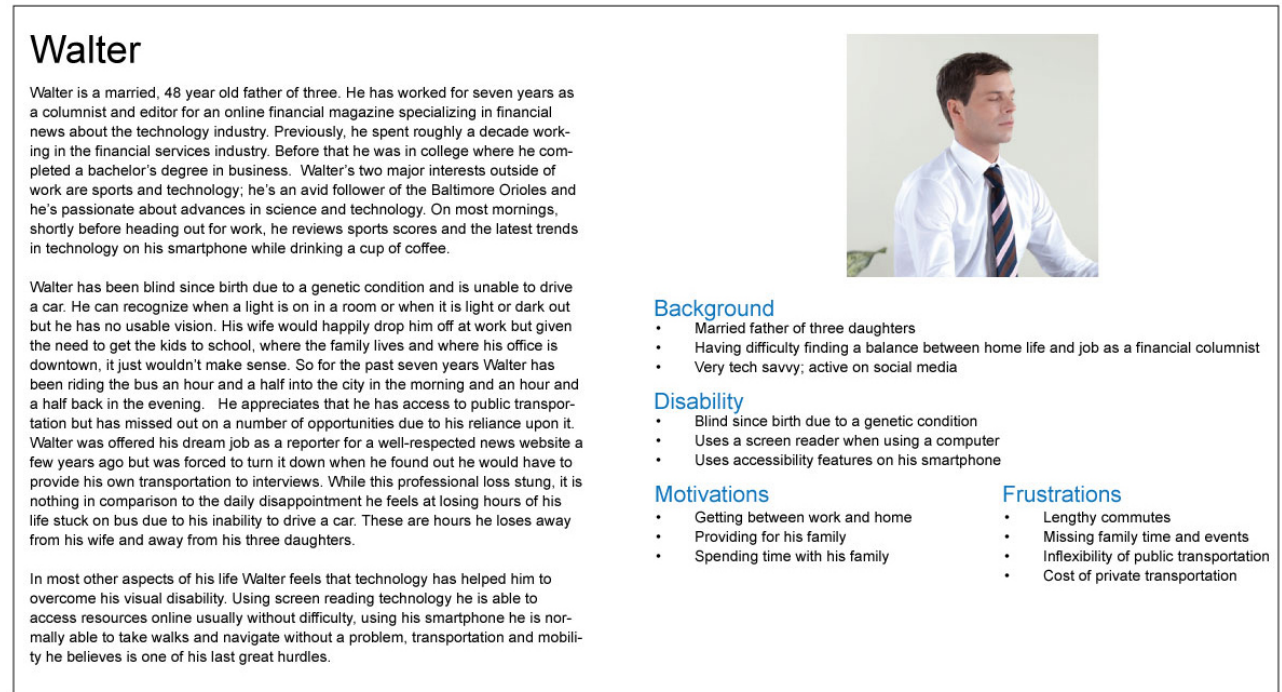 Walter
Walter is a married, 48 year old father of three. He has worked for seven years as
a columnist and editor for an online financial magazine specializing in financial
news about the technology industry. Previously, he spent roughly a decade work-
ing in the financial services industry. Before that he was in college where he com-
pleted a bachelor's degree in business.  Walter's two major interests outside of
work are sports and technology; he's an avid follower of the Baltimore Orioles and
he's passionate about advances in science and technology. On most mornings,
shortly before heading out for work, he reviews sports scores and the latest trends
in technology on his smartphone while drinking a cup of coffee.
Walter has been blind since birth due to a genetic condition and is unable to drive
a car. He can recognize when a light is on in a room or when it is light or dark out
but he has no usable vision. His wife would happily drop him off at work but given
the need to get the kids to school, where the family lives and where his office is
downtown, it just wouldn't make sense. So for the past seven years Walter has
been riding the bus an hour and a half into the city in the morning and an hour and
a half back in the evening.   He appreciates that he has access to public transpor-
tation but has missed out on a number of opportunities due to his reliance upon it.
Walter was offered his dream job as a reporter for a well-respected news website a
few years ago but was forced to turn it down when he found out he would have to
provide his own transportation to interviews. While this professional loss stung, it is
nothing in comparison to the daily disappointment he feels at losing hours of his
life stuck on bus due to his inability to drive a car. These are hours he loses away
from his wife and away from his three daughters.
In most other aspects of his life Walter feels that technology has helped him to
overcome his visual disability. Using screen reading technology he is able to
access resources online usually without difficulty, using his smartphone he is nor-
mally able to take walks and navigate without a problem, transportation and mobili-
ty he believes is one of his last great hurdles.
Background
• Married father of three daughters
• Having difficulty finding a balance between home life and job as a financial columnist
• Very tech savvy; active on social media
Disability
• Blind since birth due to a genetic condition
• Uses a screen reader when using a computer
• Uses accessibility features on his smartphone
Motivations
• Getting between work and home
• Providing for his family
• Spending time with his family
Frustrations
• Lengthy commutes
• Missing family time and events
• Inflexibility of public transportation
• Cost of private transportation